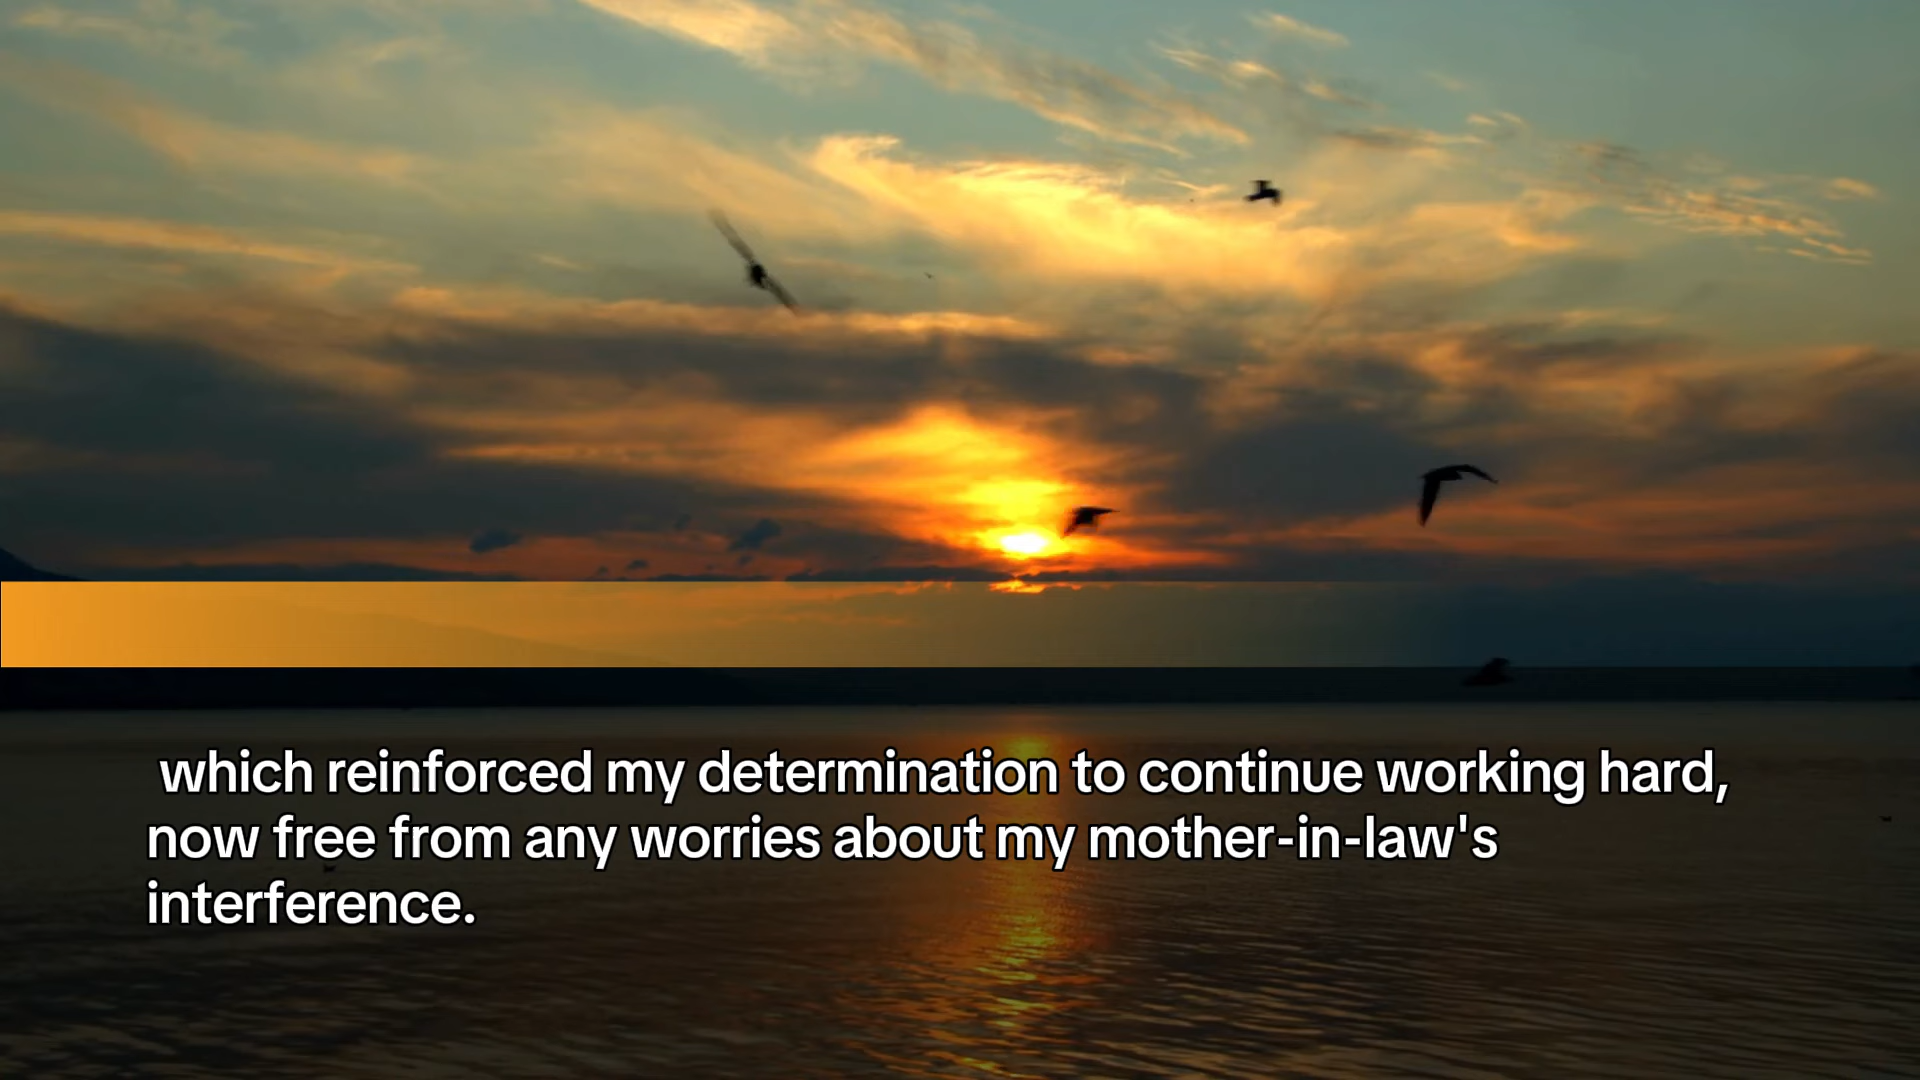 which reinforced my determination to continue working hard,
now free from any worries about my mother-in-law's
interference.